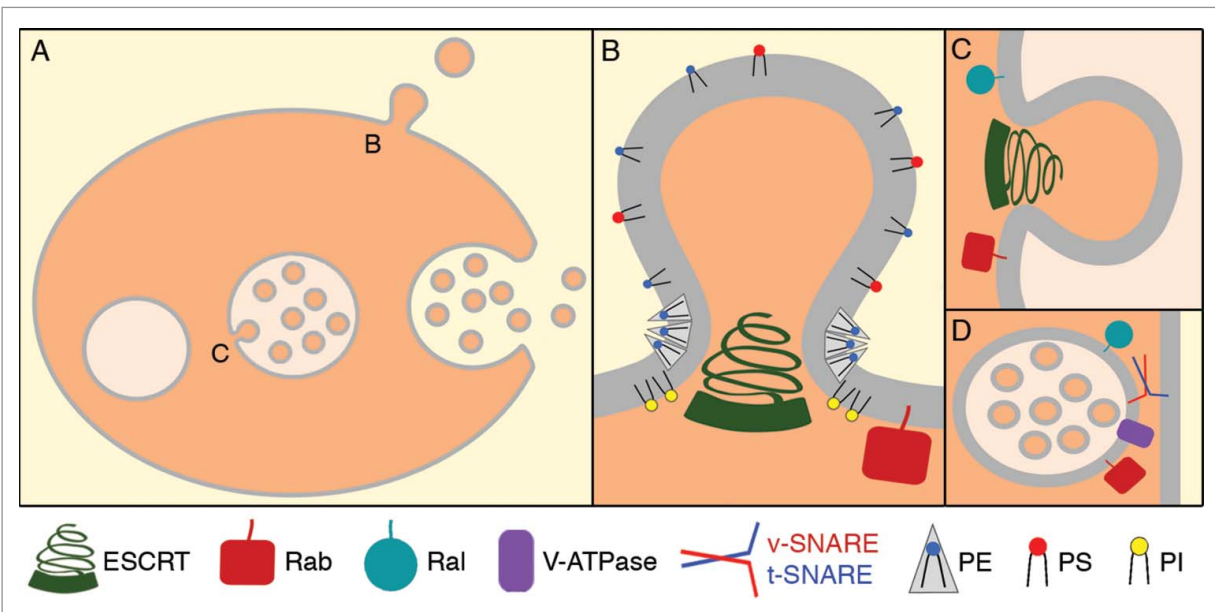 A
B
C
B
C
D
ESCRT
Rab
Ral
V-ATPase
v-SNARE
t-SNARE
PE
PS
PI